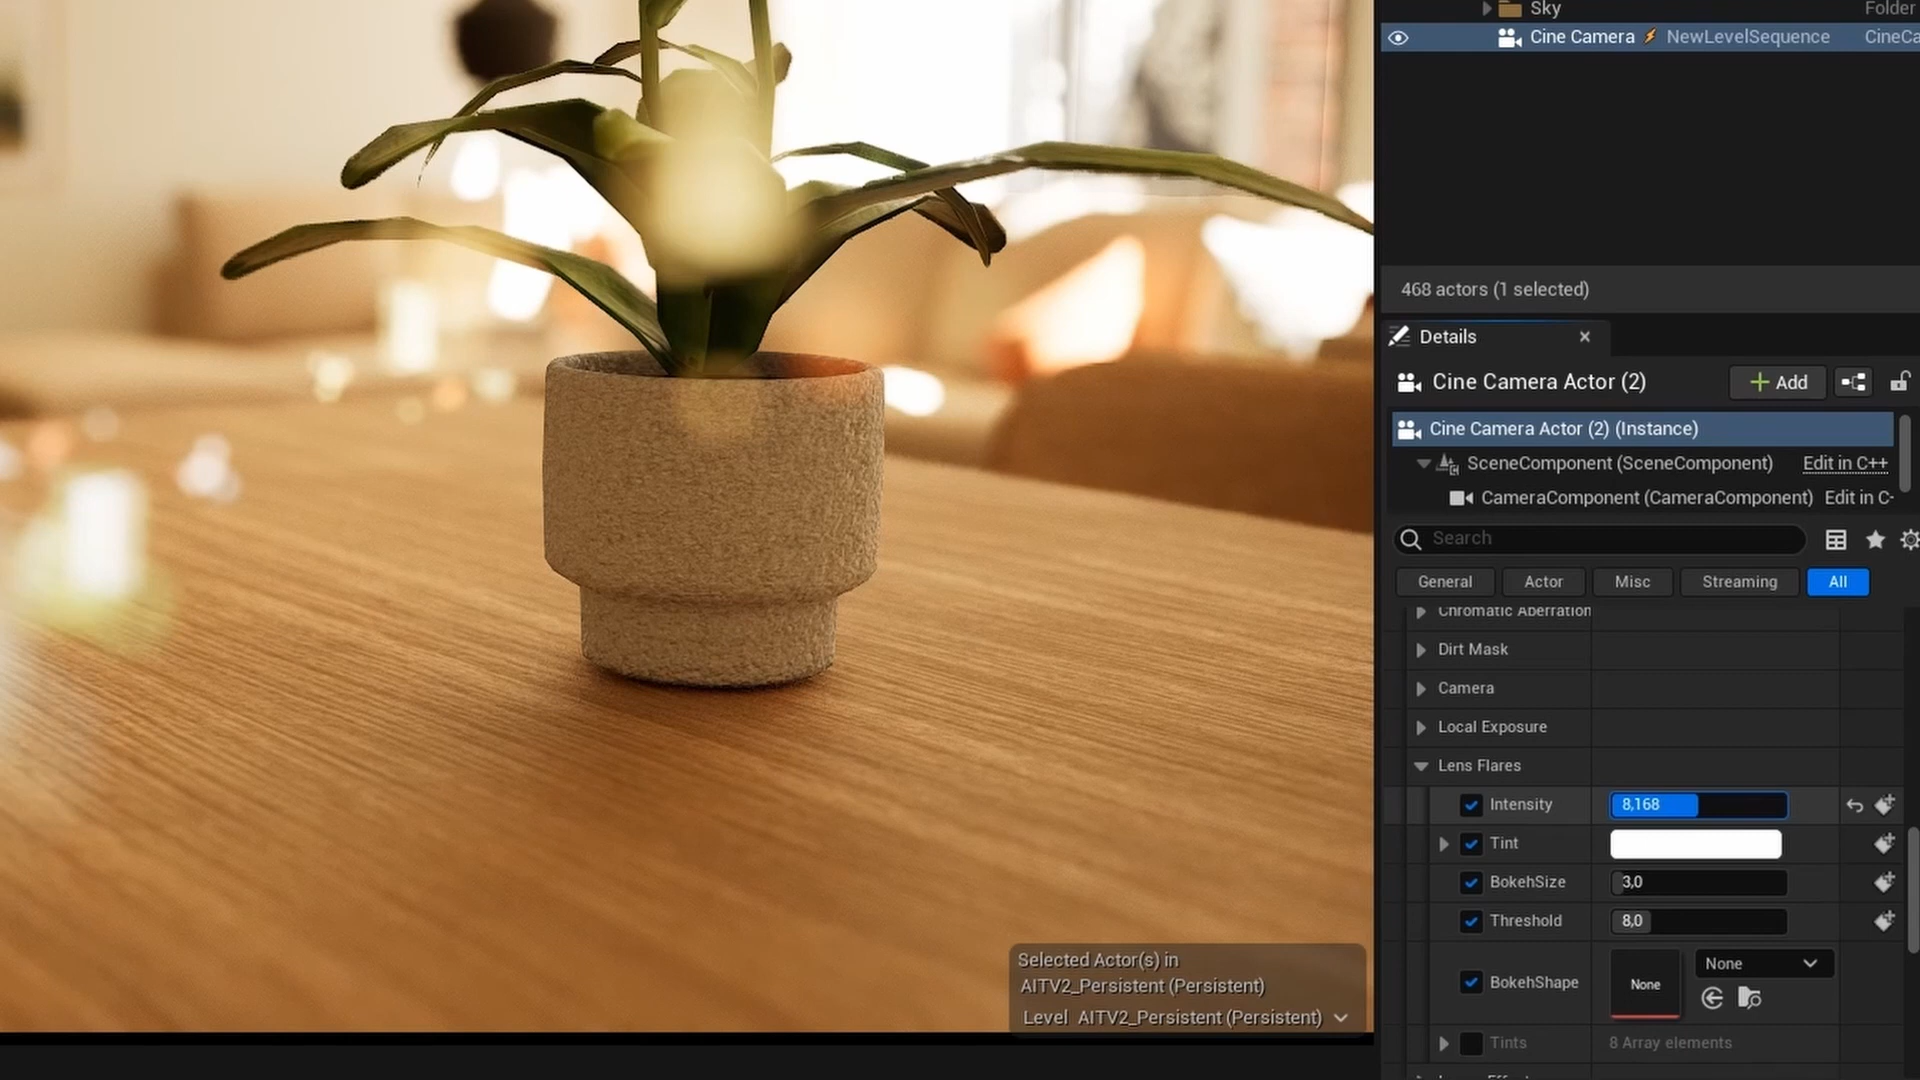 Sky Folder
Cine Camera NewLevelSequence CineCa
468 actors (1 selected)
Details
Cine Camera Actor (2) Add
Cine Camera Actor (2) (Instance)
SceneComponent (SceneComponent) Edit in C++
CameraComponent (CameraComponent) Edit in C-
Search
General Actor Misc Streaming All
Chromatic Aberration
Dirt Mask
Camera
Local Exposure
Lens Flares
Intensity 8,168
Tint
BokehSize 3,0
Threshold 8,0
BokehShape None None
Tints 8 Array elements
Selected Actor(s) in
AITV2_Persistent (Persistent)
Level AITV2_Persistent (Persistent)